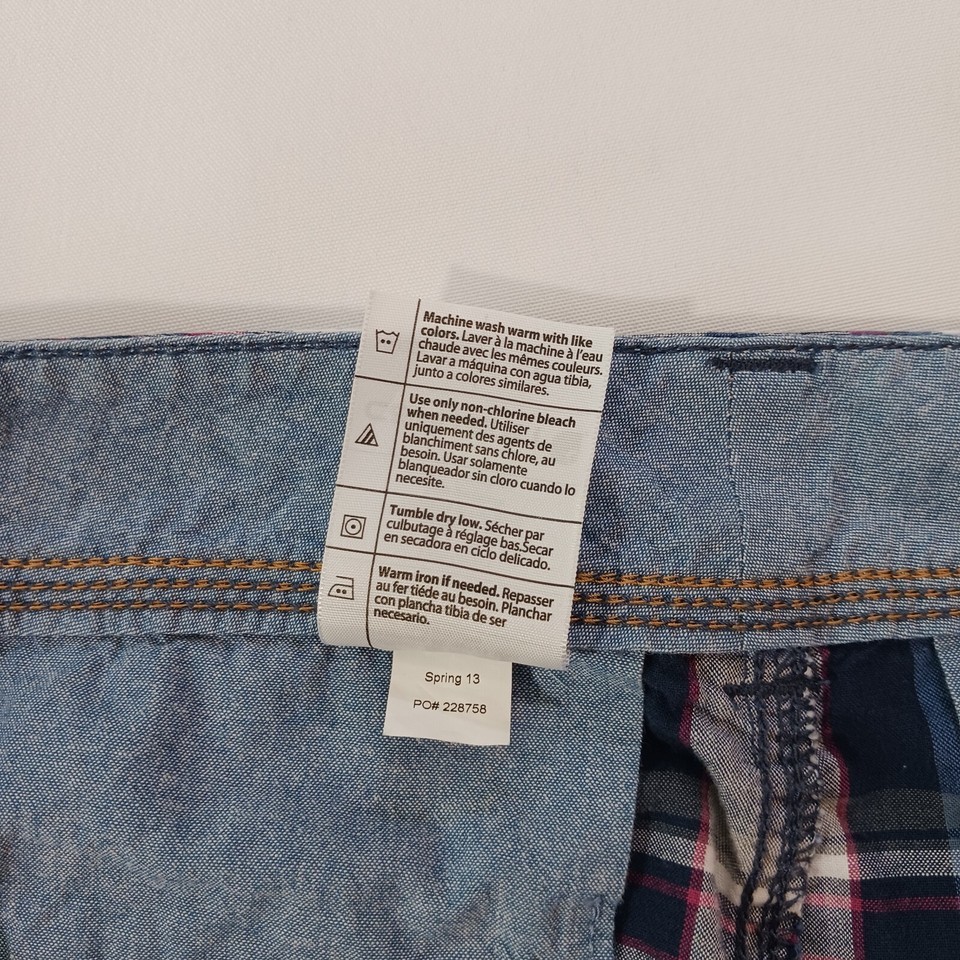 Machine wash warm with like
colors. Laver à la machine à l'eau
chaude avec les mêmes couleurs.
Lavar a máquina con agua tibia,
junto a colores similares.
Use only non-chlorine bleach
when needed. Utiliser
uniquement des agents de
blanchiment sans chlore, au
besoin. Usar solamente
blanqueador sin cloro cuando lo
necesite.
Tumble dry low. Sécher par
culbutage à réglage bas.Secar
en secadora en ciclo delicado.
Warm iron if needed. Repasser
au fer tiéde au besoin. Planchar
con plancha tibia de ser
necesario.
Spring 13
PO# 228758